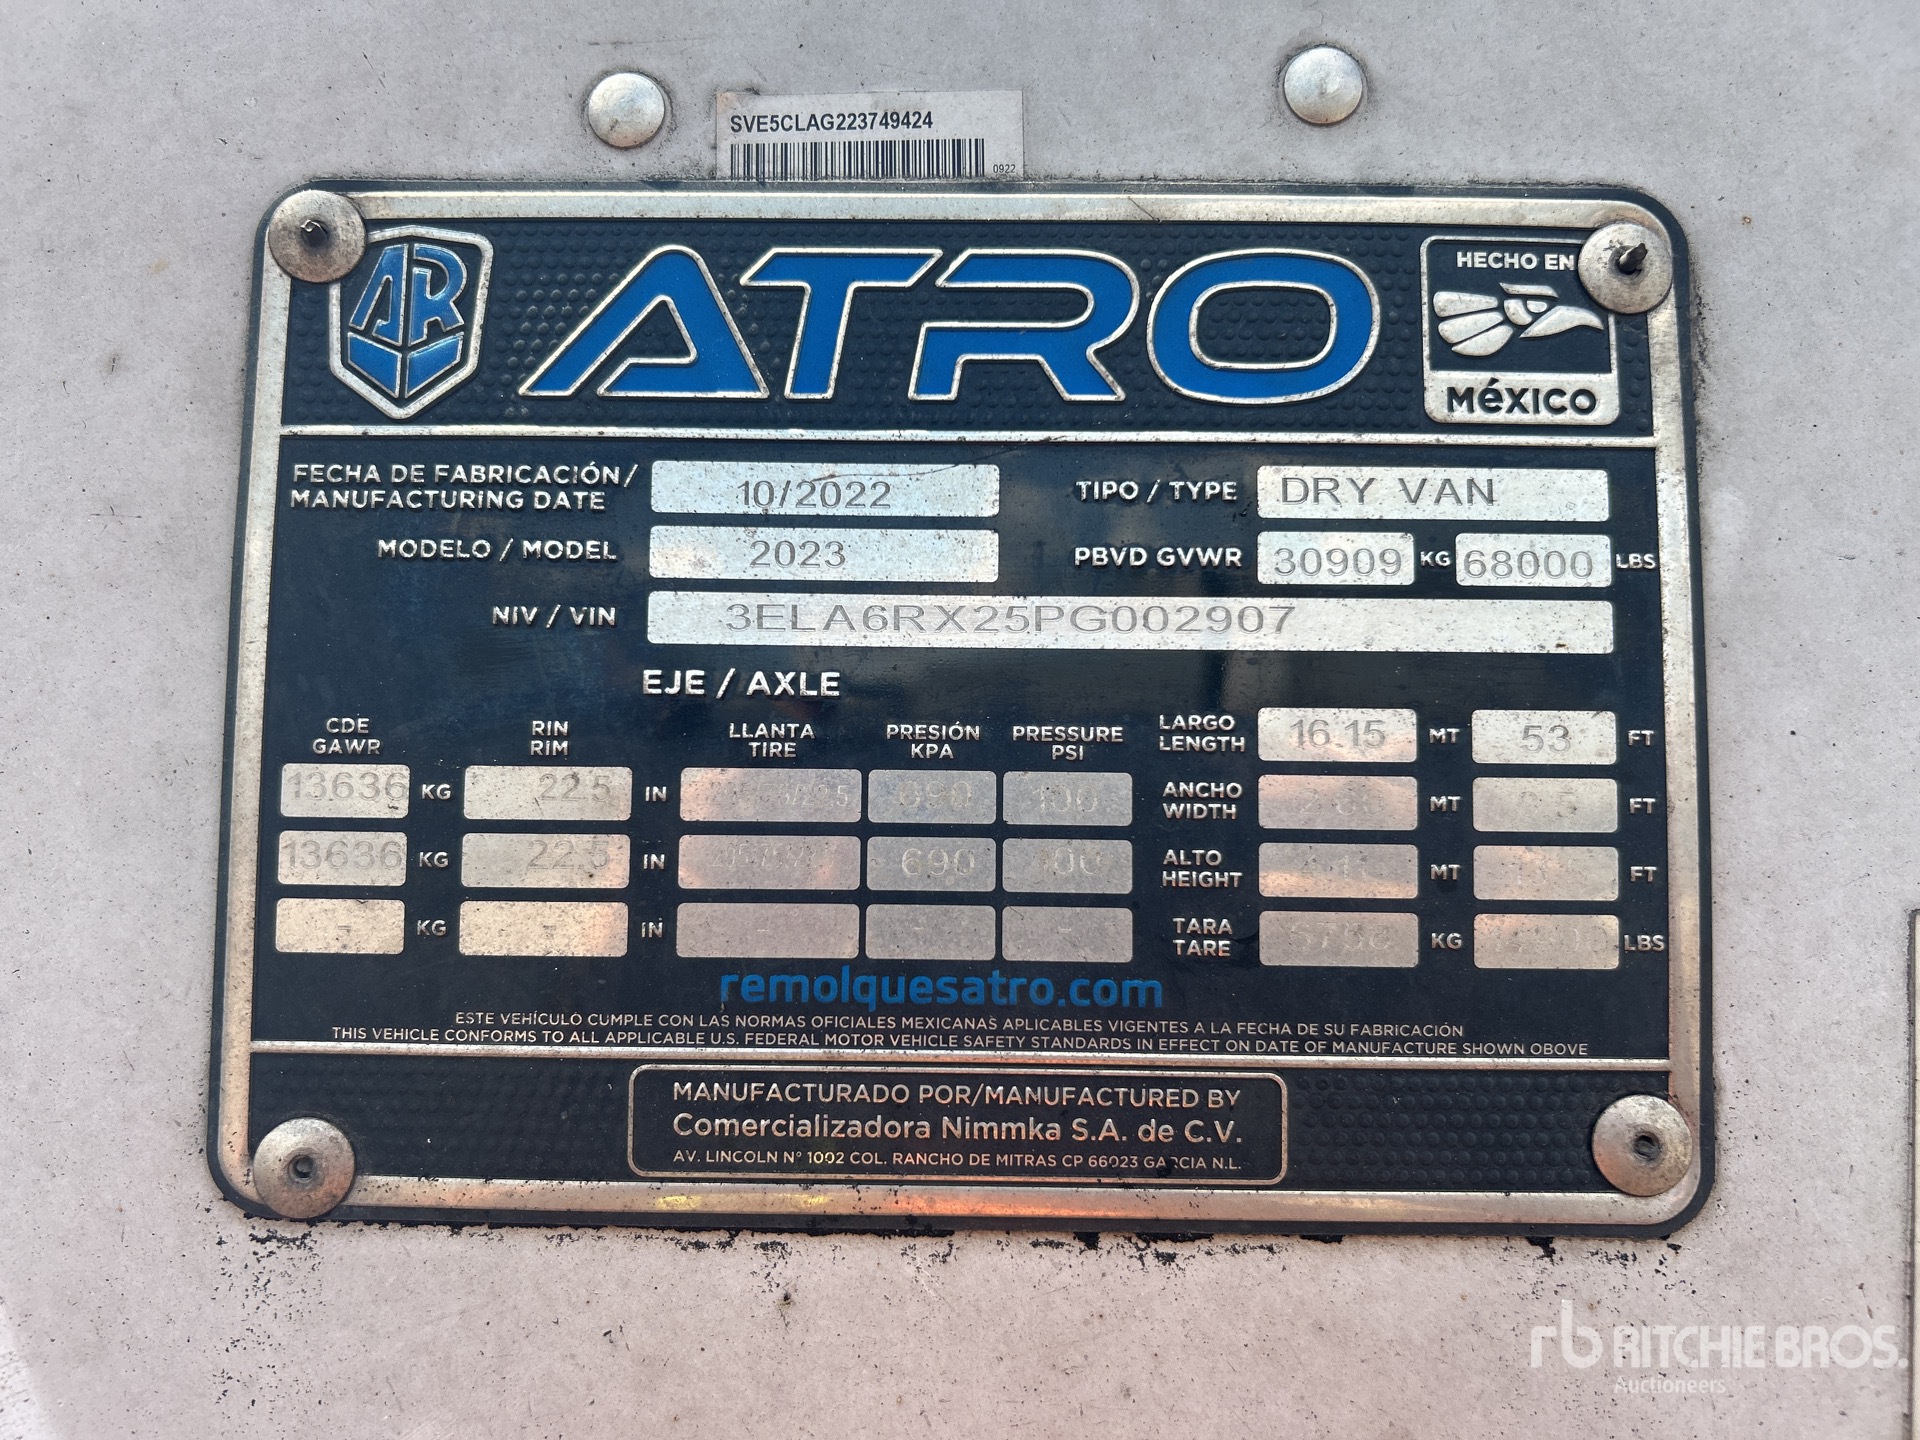 SVE5CLAG223749424
0922
AR
ATRO
HECHO EN
MéXICO
FECHA DE FABRICACIÓN/
MANUFACTURING DATE
10/2022
TIPO / TYPE
DRY VAN
MODELO / MODEL
2023
PBVD GVWR
30909 KG 68000 LBS
NIV / VIN
3ELA6RX25PG002907
EJE / AXLE
CDE
GAWR
RIN
RIM
LLANTA
TIRE
PRESIÓN
KPA
PRESSURE
PSI
13636 KG 22.5 IN 690 100
13636 KG 22.5 IN 690 100
- KG - IN - - -
LARGO
LENGTH
16.15 MT 53 FT
ANCHO
WIDTH
MT FT
ALTO
HEIGHT
MT FT
TARA
TARE
KG LBS
remolquesatro.com
ESTE VEHÍCULO CUMPLE CON LAS NORMAS OFICIALES MEXICANAS APLICABLES VIGENTES A LA FECHA DE SU FABRICACIÓN
THIS VEHICLE CONFORMS TO ALL APPLICABLE U.S. FEDERAL MOTOR VEHICLE SAFETY STANDARDS IN EFFECT ON DATE OF MANUFACTURE SHOWN OBOVE
MANUFACTURADO POR/MANUFACTURED BY
Comercializadora Nimmka S.A. de C.V.
AV. LINCOLN N° 1002 COL. RANCHO DE MITRAS CP 66023 GARCIA N.L.
rb RITCHIE BROS.
Auctioneers